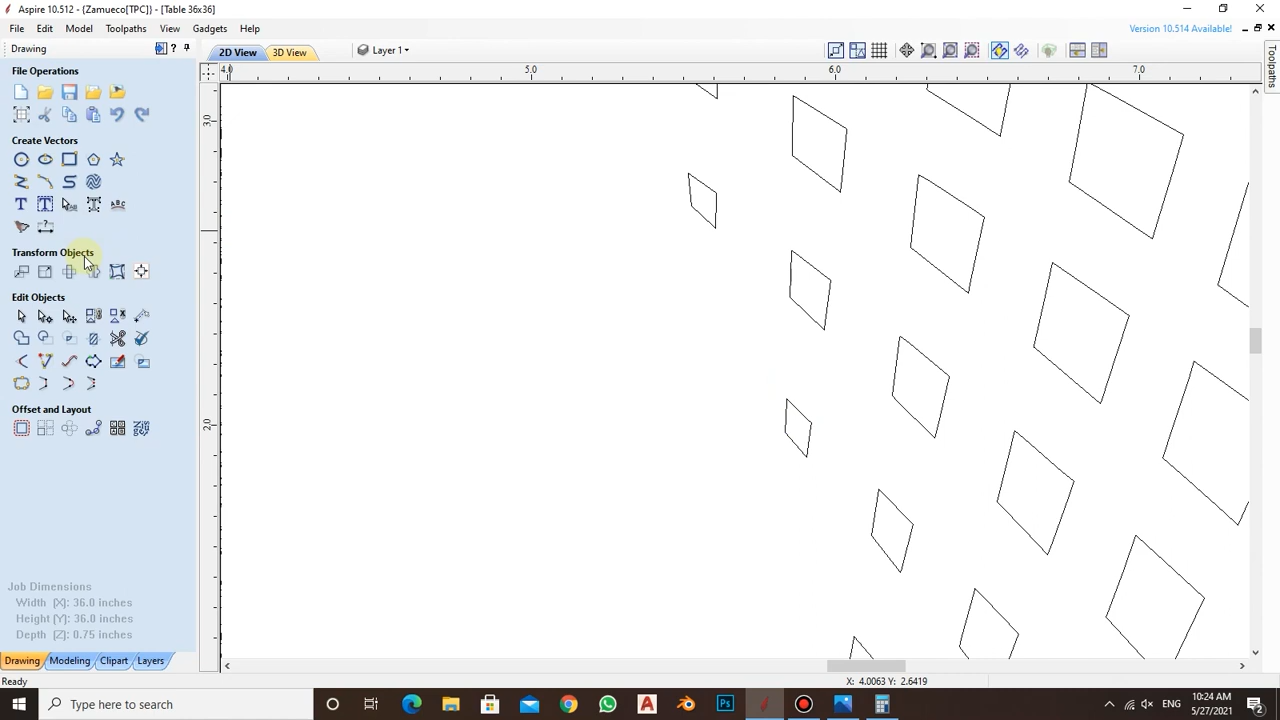 Aspire 10.512 - {Zamueco[TPC]} - [Table 36x36]
File Edit Model Toolpaths View Gadgets Help
Version 10.514 Available!
Drawing
2D View
3D View
Layer 1
Toolpaths
File Operations
4.0 5.0 6.0 7.0
3.0
2.0
Create Vectors
Transform Objects
Edit Objects
Offset and Layout
Job Dimensions
Width (X): 36.0 inches
Height (Y): 36.0 inches
Depth (Z): 0.75 inches
Drawing Modeling Clipart Layers
Ready
X: 4.0063 Y: 2.6419
Type here to search
ENG
10:24 AM
5/27/2021
2